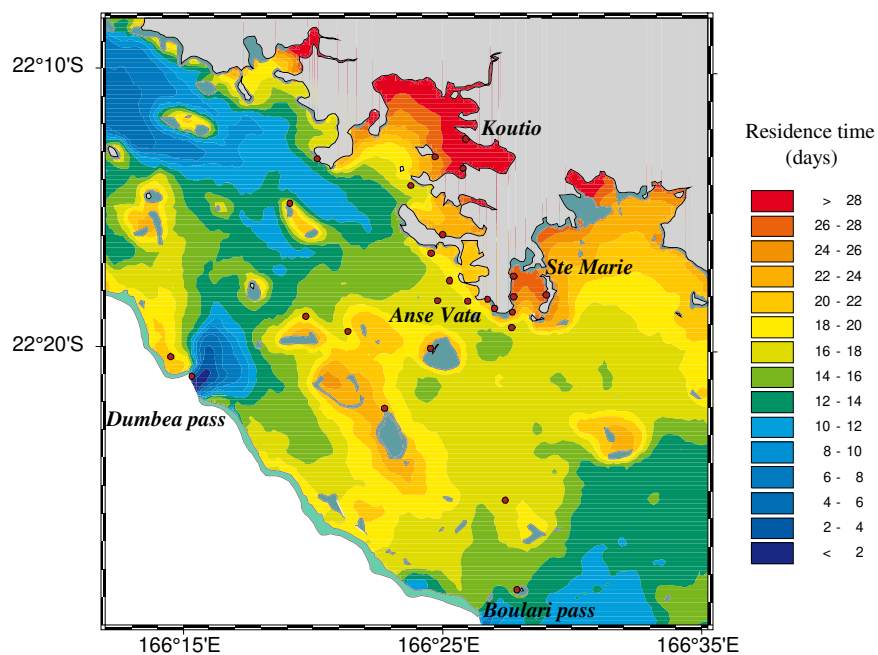 22°10'S
Koutio
Residence time
(days)
> 28
26 - 28
24 - 26
22 - 24
20 - 22
18 - 20
16 - 18
14 - 16
12 - 14
10 - 12
8 - 10
6 - 8
4 - 6
2 - 4
< 2
Ste Marie
Anse Vata
22°20'S
Dumbea pass
Boulari pass
166°15'E
166°25'E
166°35'E